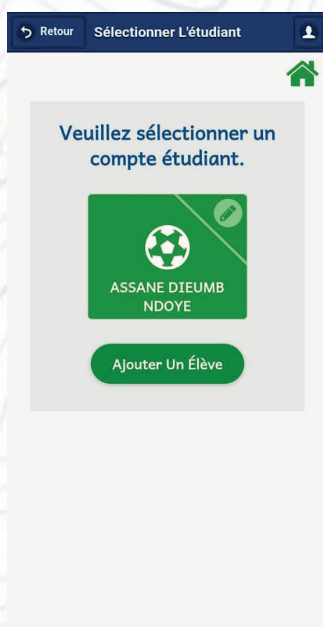 Retour Sélectionner L'étudiant
Veuillez sélectionner un
compte étudiant.
ASSANE DIEUMB
NDOYE
Ajouter Un Élève